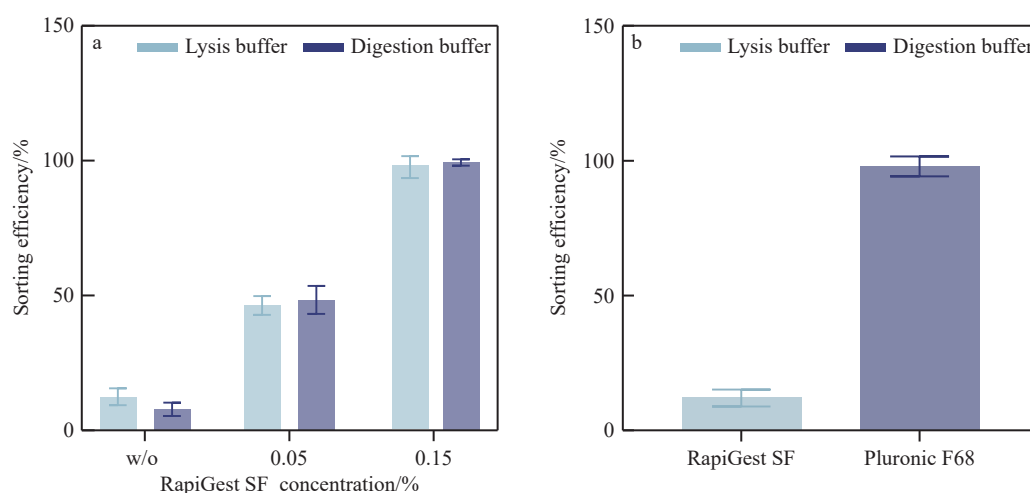 a
Lysis buffer
Digestion buffer
Sorting efficiency/%
150
100
50
0
w/o
0.05
0.15
RapiGest SF concentration/%
b
Lysis buffer
Digestion buffer
Sorting efficiency/%
150
100
50
0
RapiGest SF
Pluronic F68